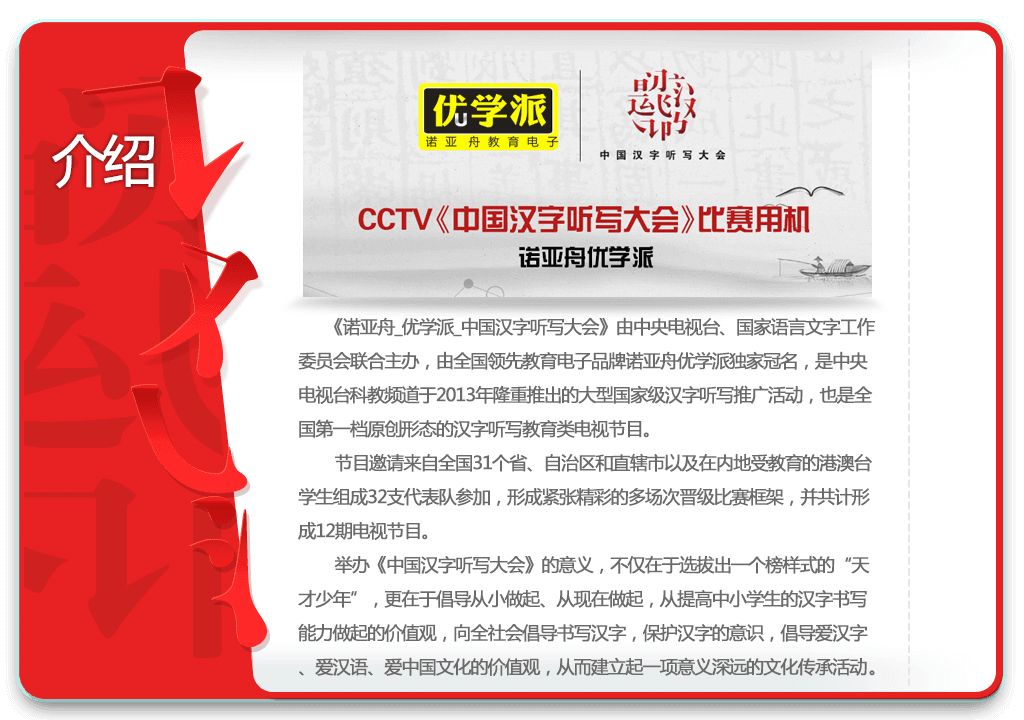 介绍
优学派
U
诺亚舟教育电子
中国汉字听写大会
CCTV《中国汉字听写大会》比赛用机
诺亚舟优学派
《诺亚舟_优学派_中国汉字听写大会》由中央电视台、国家语言文字工作
委员会联合主办，由全国领先教育电子品牌诺亚舟优学派独家冠名，是中央
电视台科教频道于2013年隆重推出的大型国家级汉字听写推广活动，也是全
国第一档原创形态的汉字听写教育类电视节目。
节目邀请来自全国31个省、自治区和直辖市以及在内地受教育的港澳台
学生组成32支代表队参加，形成紧张精彩的多场次晋级比赛框架，并共计形
成12期电视节目。
举办《中国汉字听写大会》的意义，不仅在于选拔出一个榜样式的“天
才少年”，更在于倡导从小做起、从现在做起，从提高中小学生的汉字书写
能力做起的价值观，向全社会倡导书写汉字，保护汉字的意识，倡导爱汉字
、爱汉语、爱中国文化的价值观，从而建立起一项意义深远的文化传承活动。